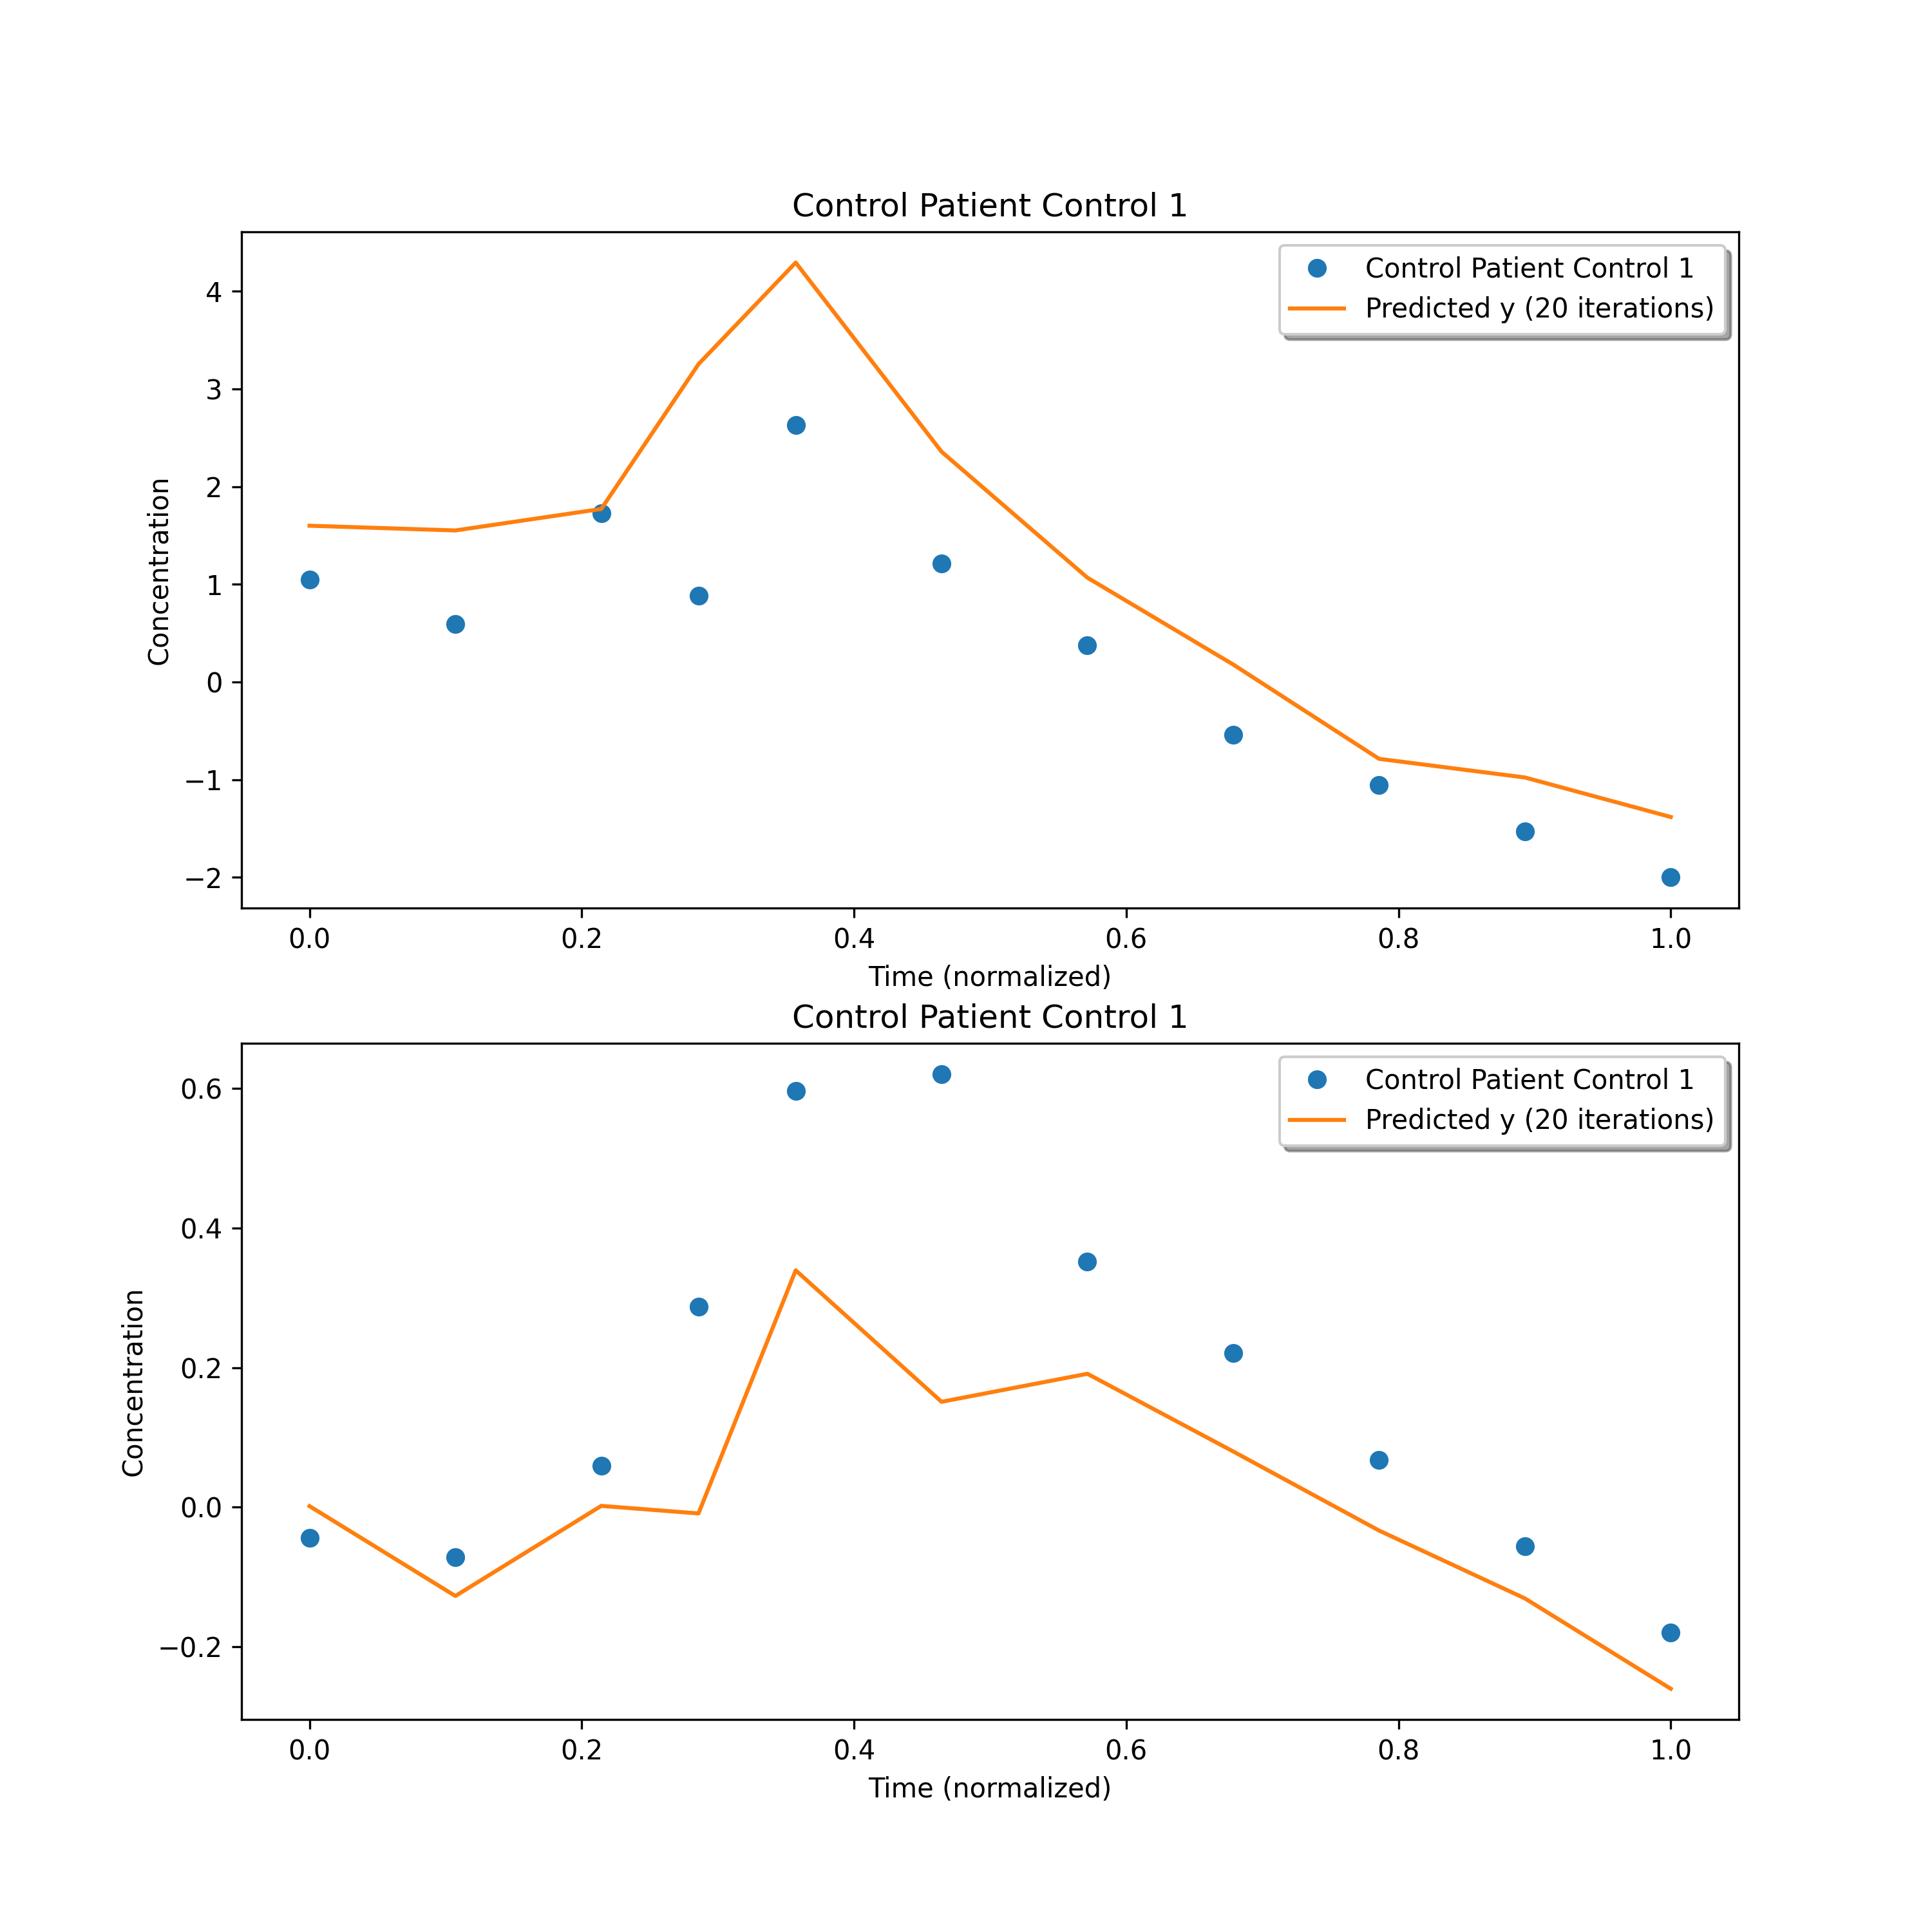 Control Patient Control 1
Control Patient Control 1
Predicted y (20 iterations)
4
3
2
1
0
−1
−2
Concentration
0.0 0.2 0.4 0.6 0.8 1.0
Time (normalized)
Control Patient Control 1
Control Patient Control 1
Predicted y (20 iterations)
0.6
0.4
0.2
0.0
−0.2
Concentration
0.0 0.2 0.4 0.6 0.8 1.0
Time (normalized)